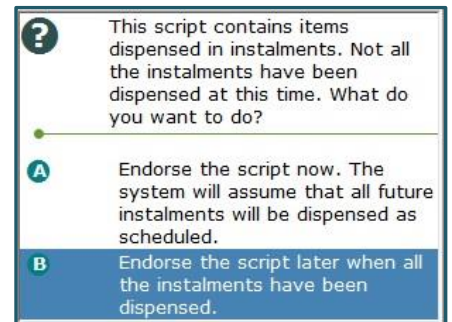 ?
This script contains items
dispensed in instalments. Not all
the instalments have been
dispensed at this time. What do
you want to do?
A
Endorse the script now. The
system will assume that all future
instalments will be dispensed as
scheduled.
B
Endorse the script later when all
the instalments have been
dispensed.